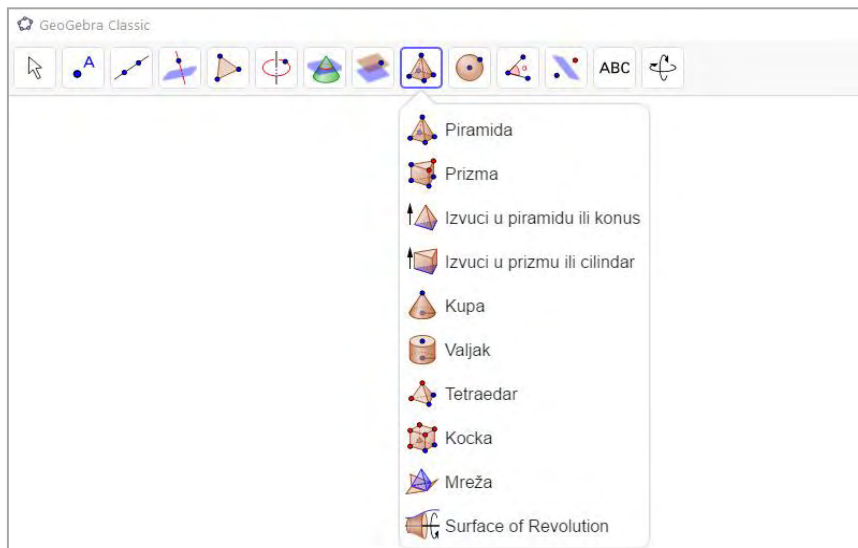 GeoGebra Classic
A
ABC
Piramida
Prizma
Izvuci u piramidu ili konus
Izvuci u prizmu ili cilindar
Kupa
Valjak
Tetraedar
Kocka
Mreža
Surface of Revolution